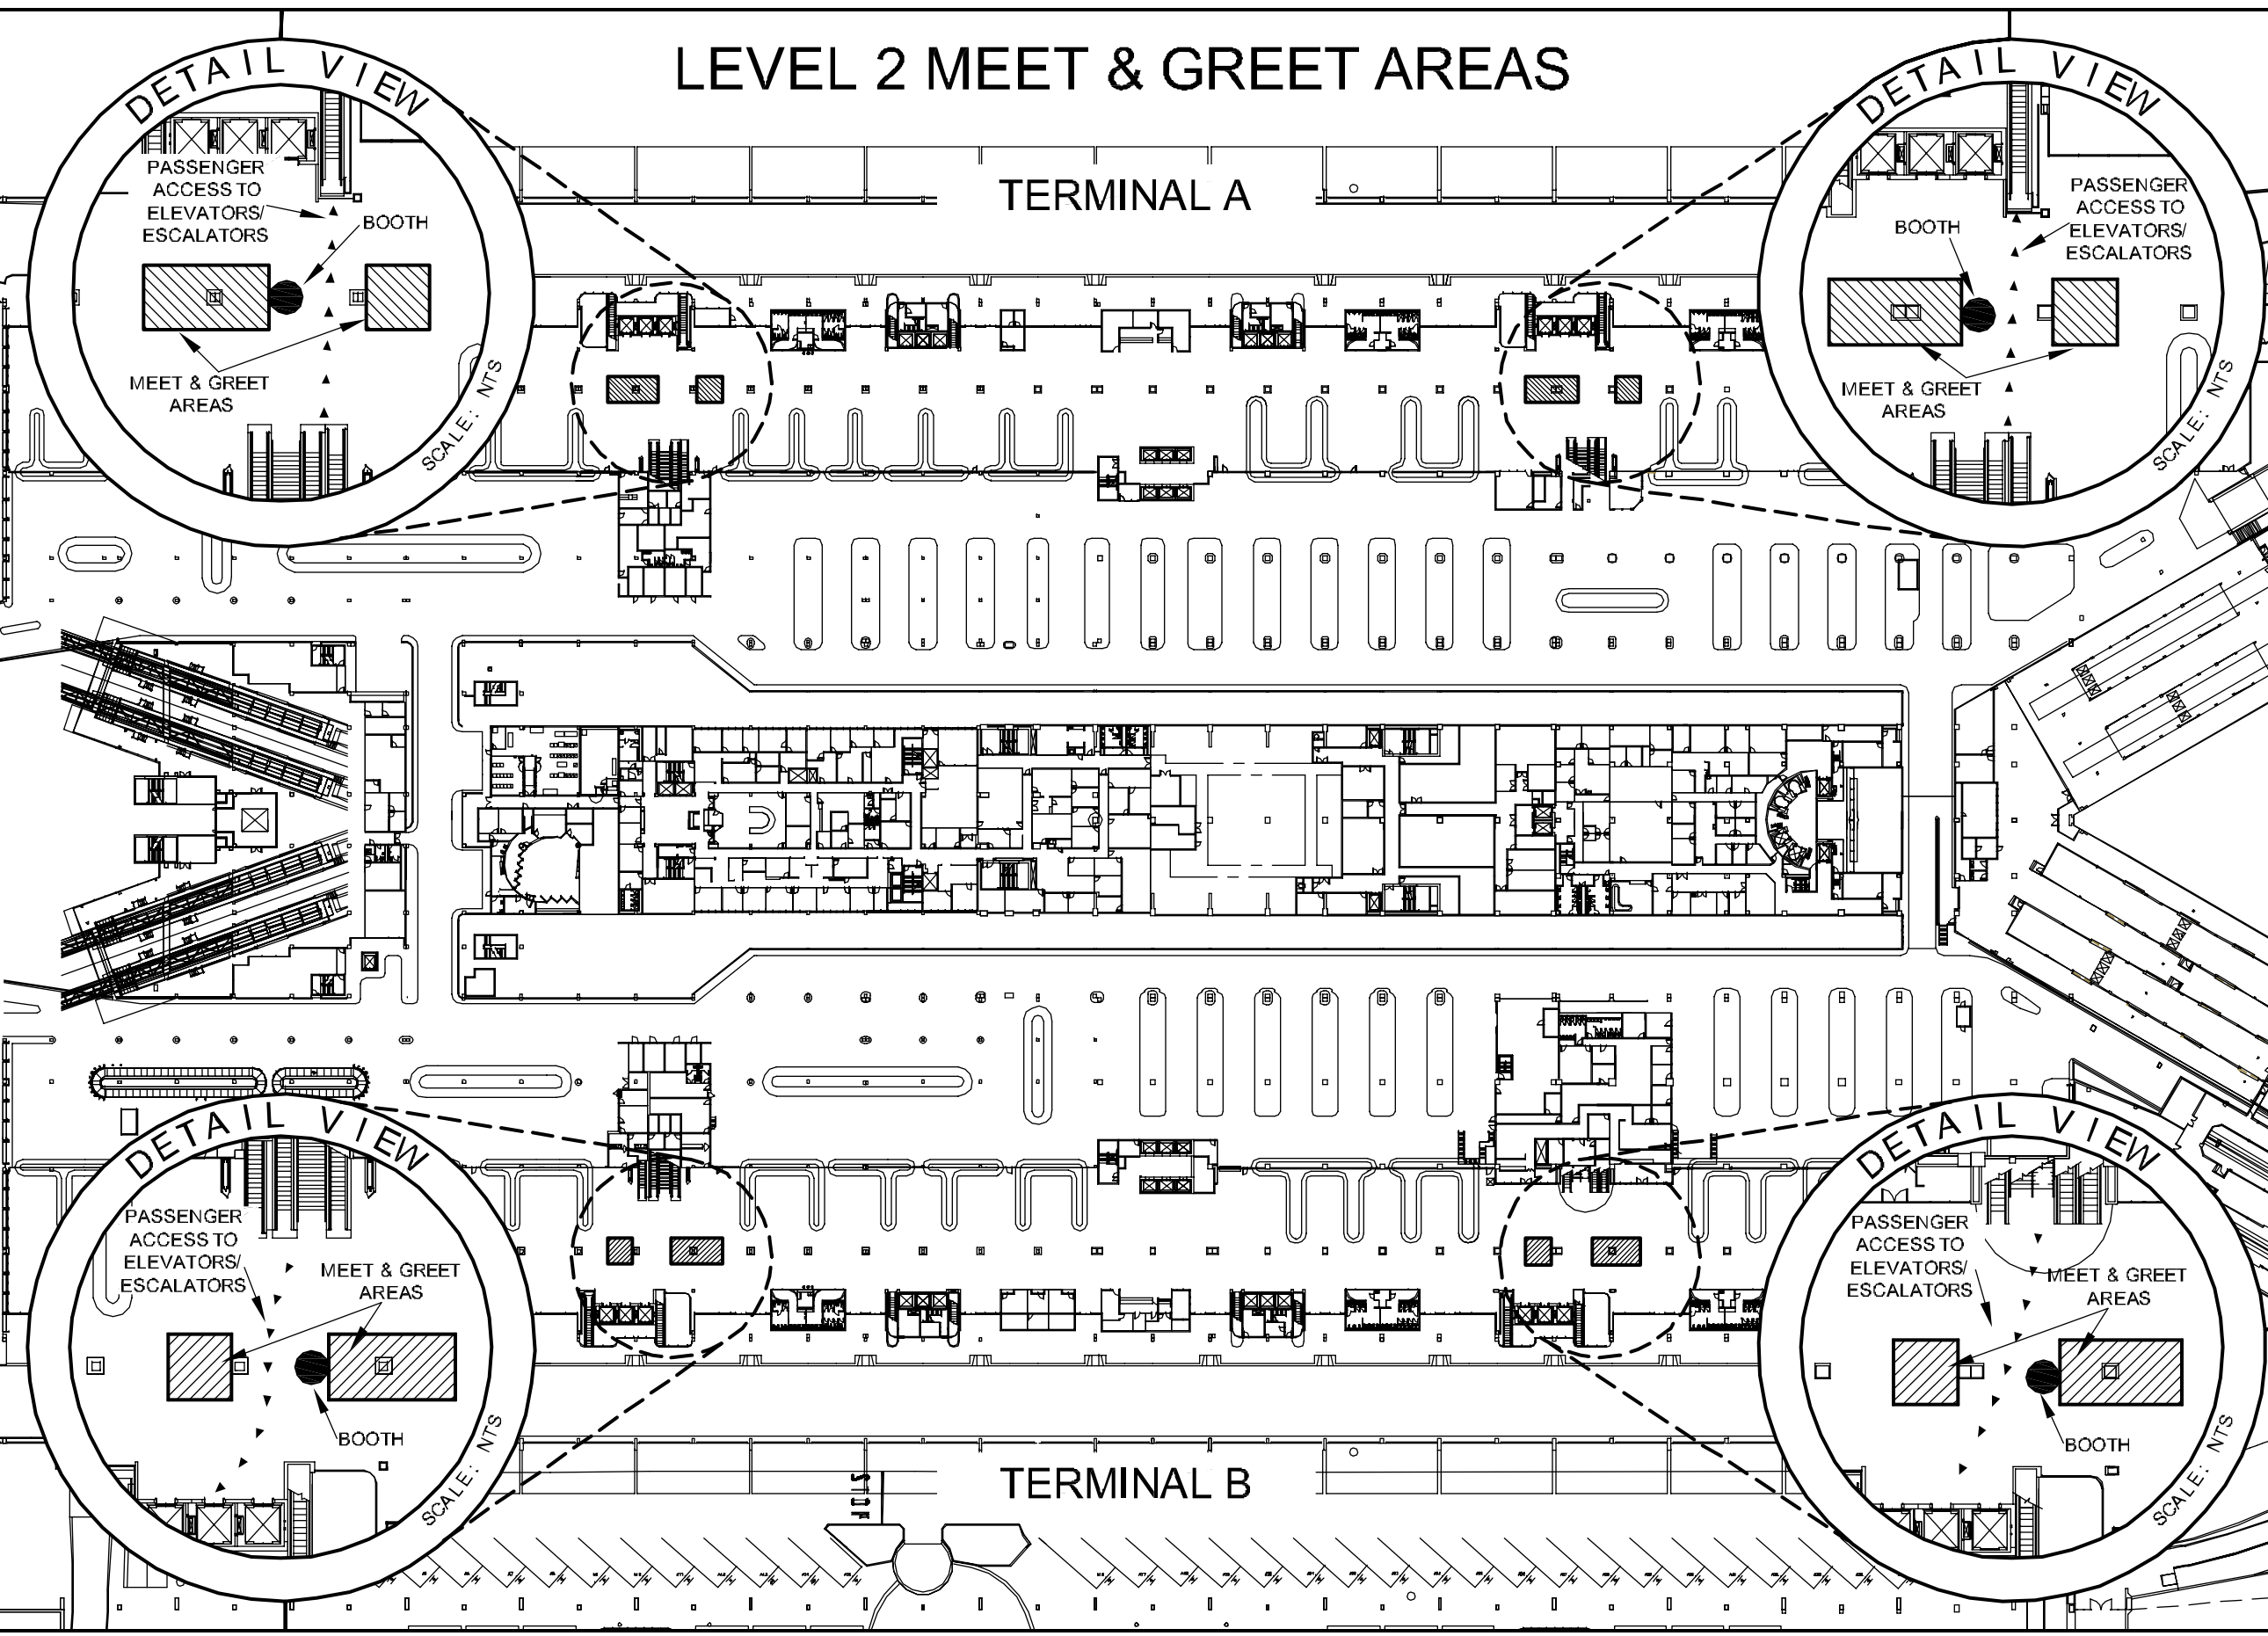 LEVEL 2 MEET & GREET AREAS
DETAIL VIEW
PASSENGER
ACCESS TO
ELEVATORS/
ESCALATORS
BOOTH
MEET & GREET
AREAS
SCALE: NTS
TERMINAL A
DETAIL VIEW
PASSENGER
ACCESS TO
ELEVATORS/
ESCALATORS
BOOTH
MEET & GREET
AREAS
SCALE: NTS
DETAIL VIEW
PASSENGER
ACCESS TO
ELEVATORS/
ESCALATORS
MEET & GREET
AREAS
BOOTH
SCALE: NTS
TERMINAL B
DETAIL VIEW
PASSENGER
ACCESS TO
ELEVATORS/
ESCALATORS
MEET & GREET
AREAS
BOOTH
SCALE: NTS